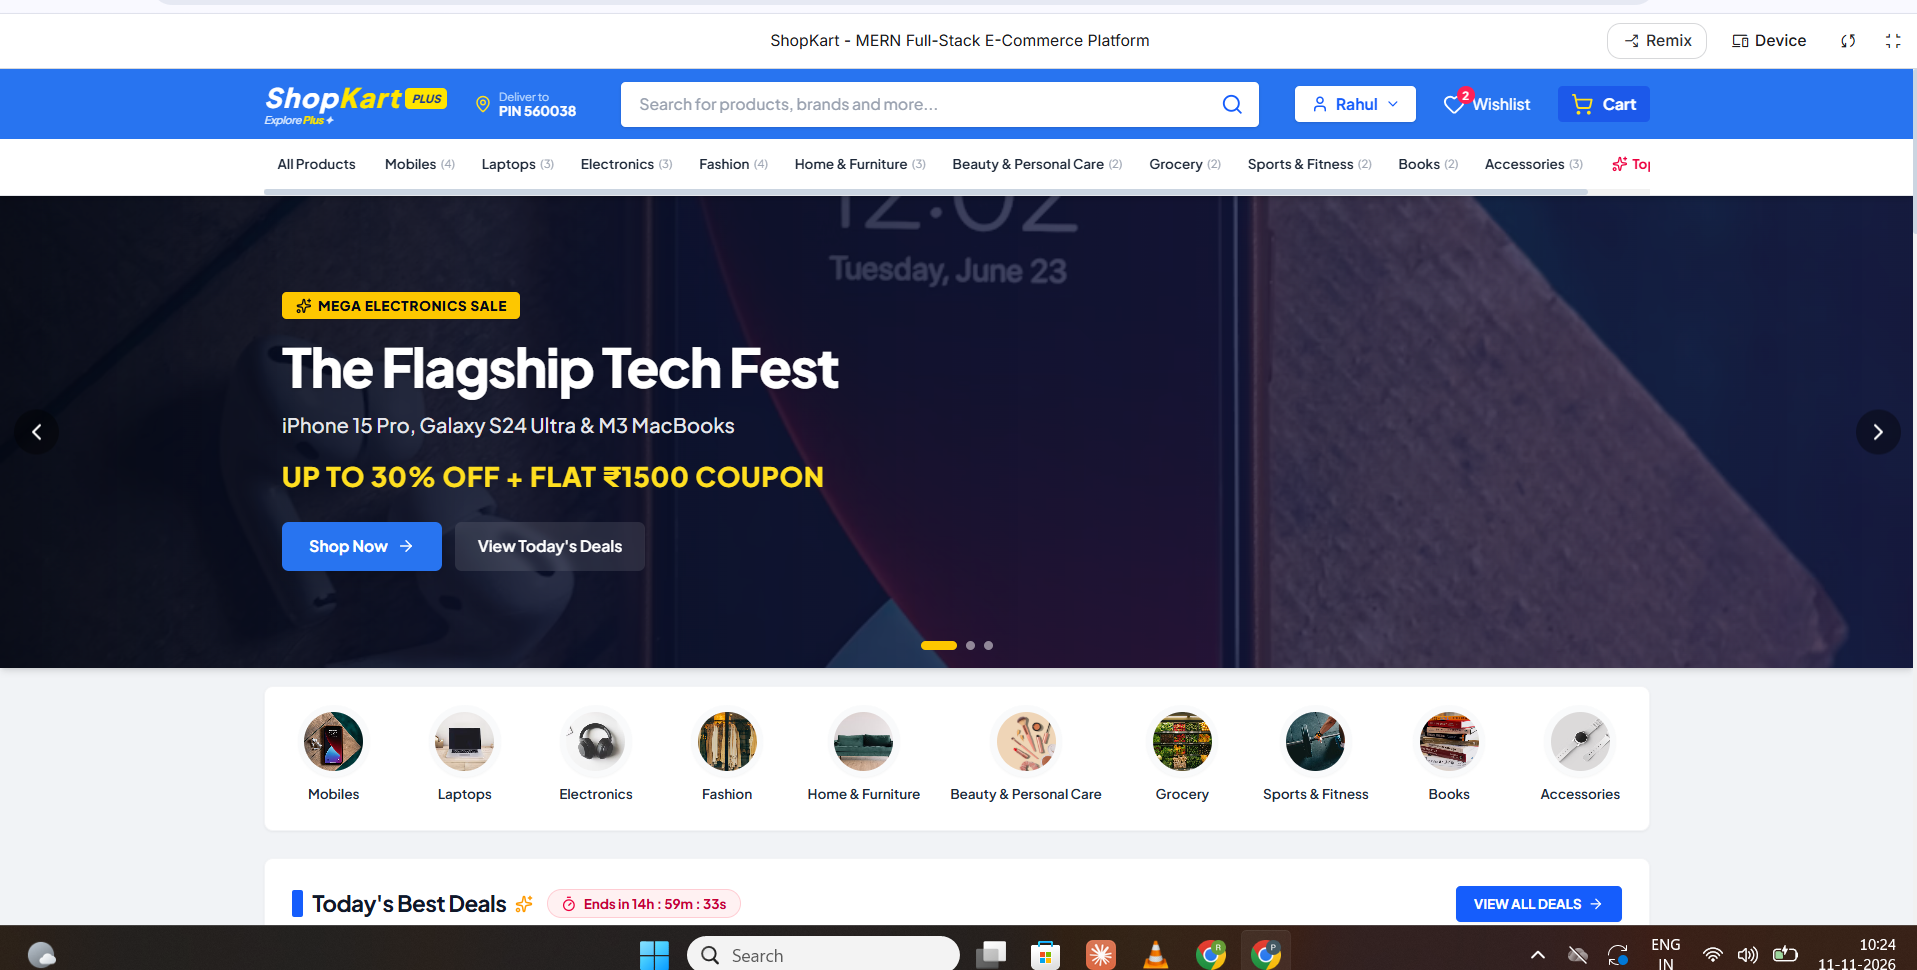 ShopKart - MERN Full-Stack E-Commerce Platform
Remix
Device
ShopKart PLUS
Explore Plus
Deliver to
PIN 560038
Search for products, brands and more...
Rahul
2
Wishlist
Cart
All Products
Mobiles (4)
Laptops (3)
Electronics (3)
Fashion (4)
Home & Furniture (3)
Beauty & Personal Care (2)
Grocery (2)
Sports & Fitness (2)
Books (2)
Accessories (3)
12:02
Tuesday, June 23
MEGA ELECTRONICS SALE
The Flagship Tech Fest
iPhone 15 Pro, Galaxy S24 Ultra & M3 MacBooks
UP TO 30% OFF + FLAT ₹1500 COUPON
Shop Now
View Today's Deals
Mobiles
Laptops
Electronics
Fashion
Home & Furniture
Beauty & Personal Care
Grocery
Sports & Fitness
Books
Accessories
Today's Best Deals
Ends in 14h : 59m : 33s
VIEW ALL DEALS
Search
ENG
IN
10:24
11-11-2026